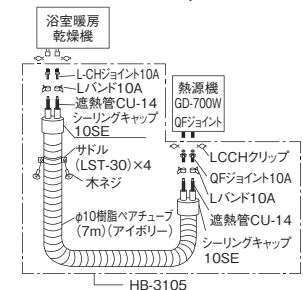 浴室暖房
乾燥機
L-CHジョイント10A
Lバンド10A
遮熱管CU-14
シーリングキャップ
10SE
サドル
(LST-30)×4
木ネジ
φ10樹脂ペアチューブ
(7m)(アイボリー)
熱源機
GD-700W
QFジョイント
LCCHクリップ
QFジョイント10A
Lバンド10A
遮熱管CU-14
シーリングキャップ
10SE
HB-3105